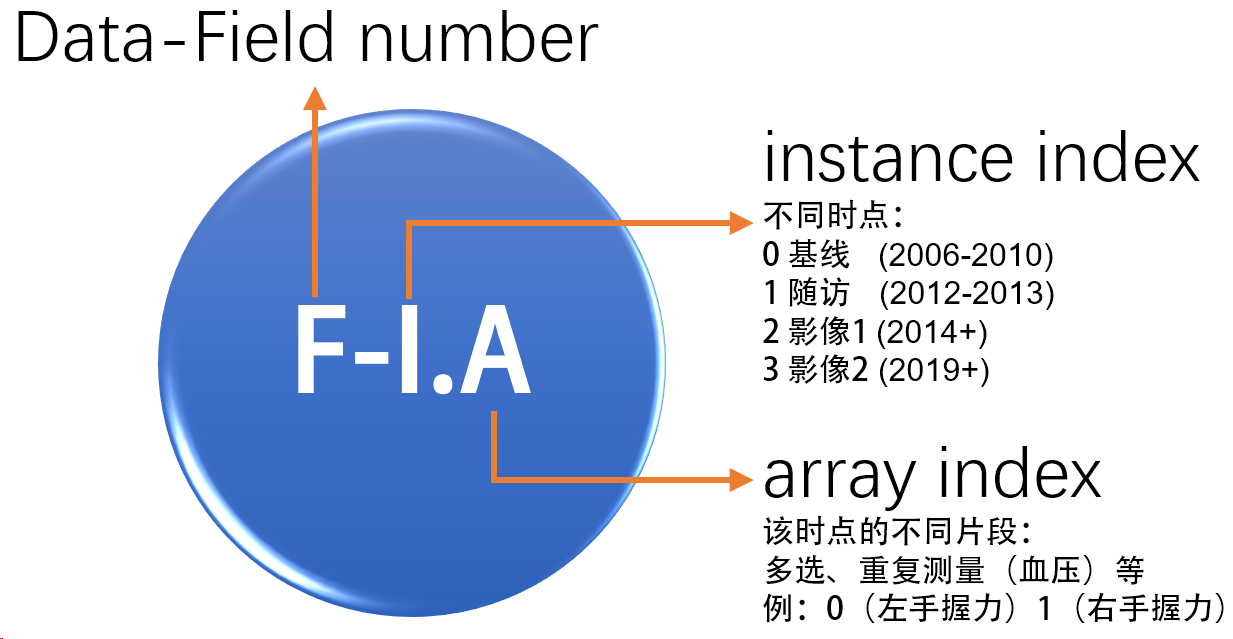 Data-Field number
F-I.A
instance index
不同时点：
0 基线 (2006-2010)
1 随访 (2012-2013)
2 影像1 (2014+)
3 影像2 (2019+)
array index
该时点的不同片段：
多选、重复测量（血压）等
例：0（左手握力）1（右手握力）